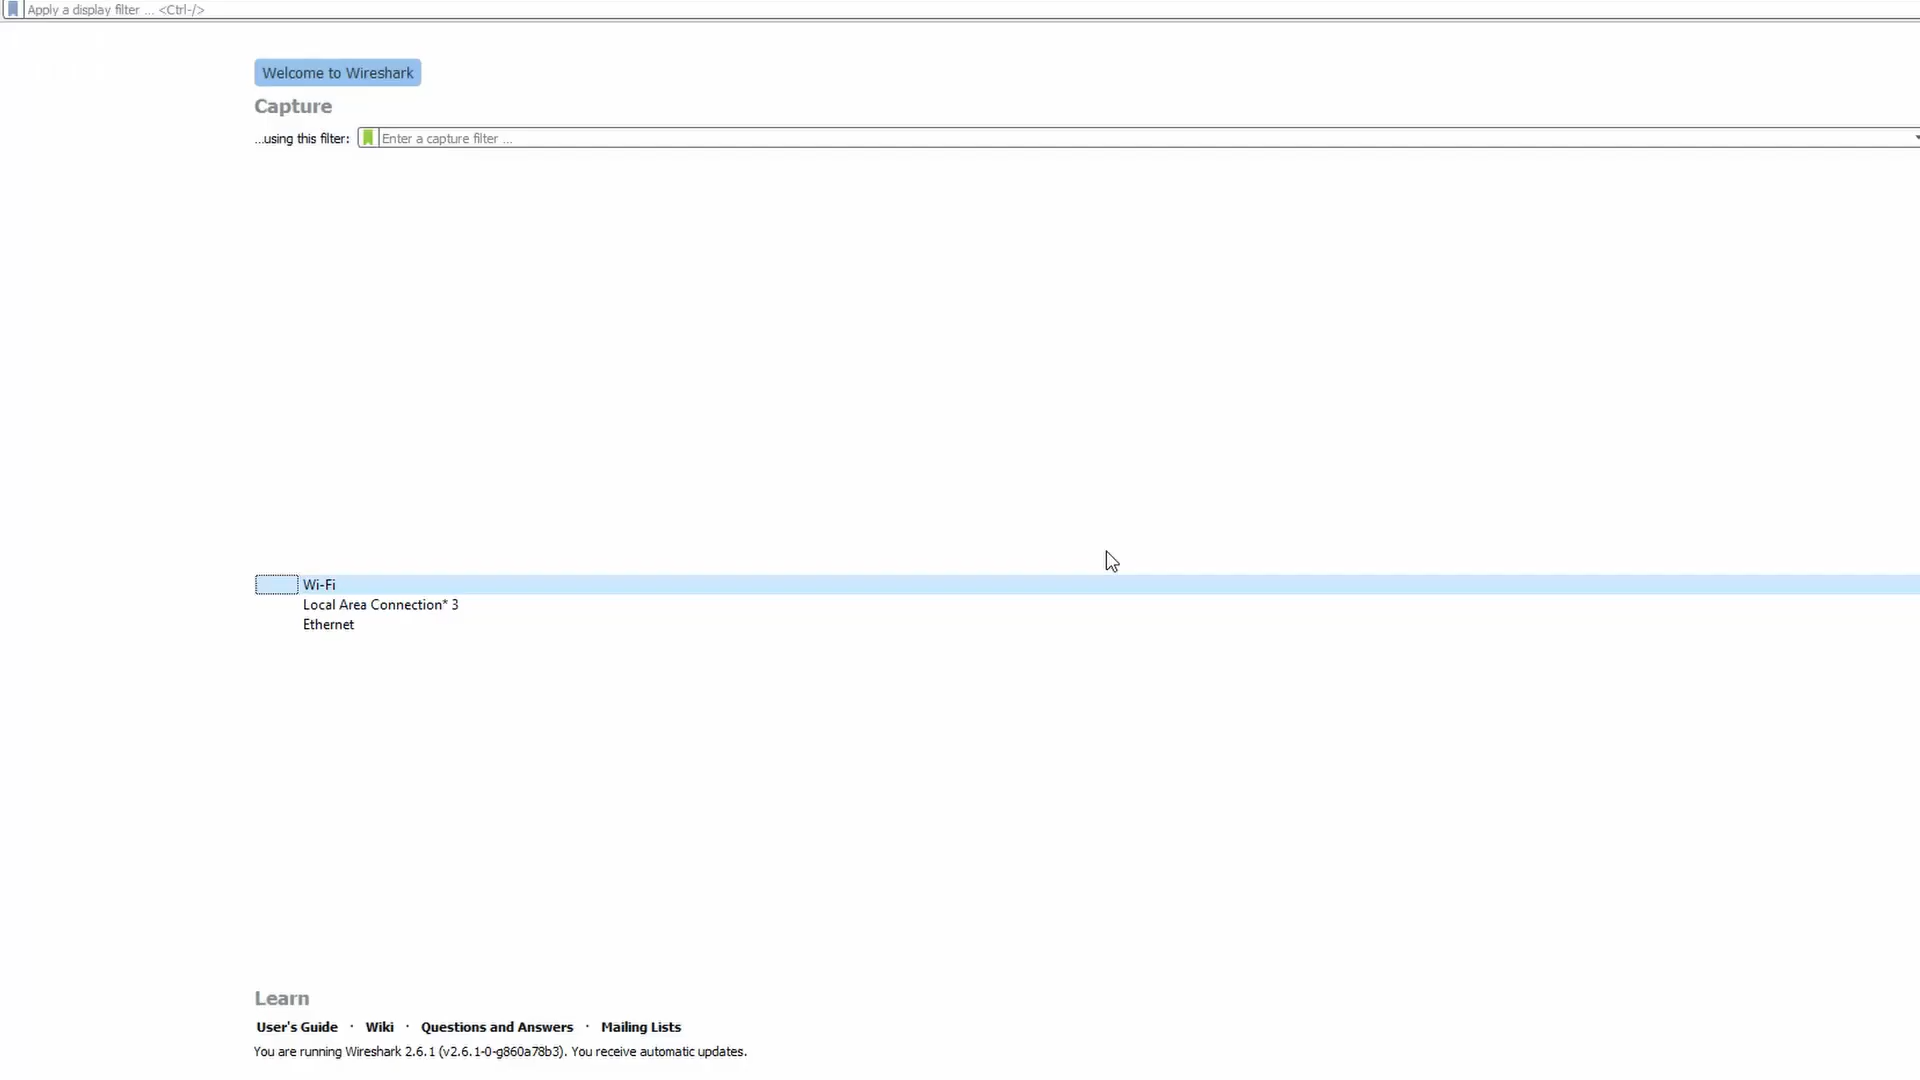 Apply a display filter ... <Ctrl-/>
Welcome to Wireshark
Capture
...using this filter: Enter a capture filter ...
Wi-Fi
Local Area Connection* 3
Ethernet
Learn
User's Guide · Wiki · Questions and Answers · Mailing Lists
You are running Wireshark 2.6.1 (v2.6.1-0-g860a78b3). You receive automatic updates.